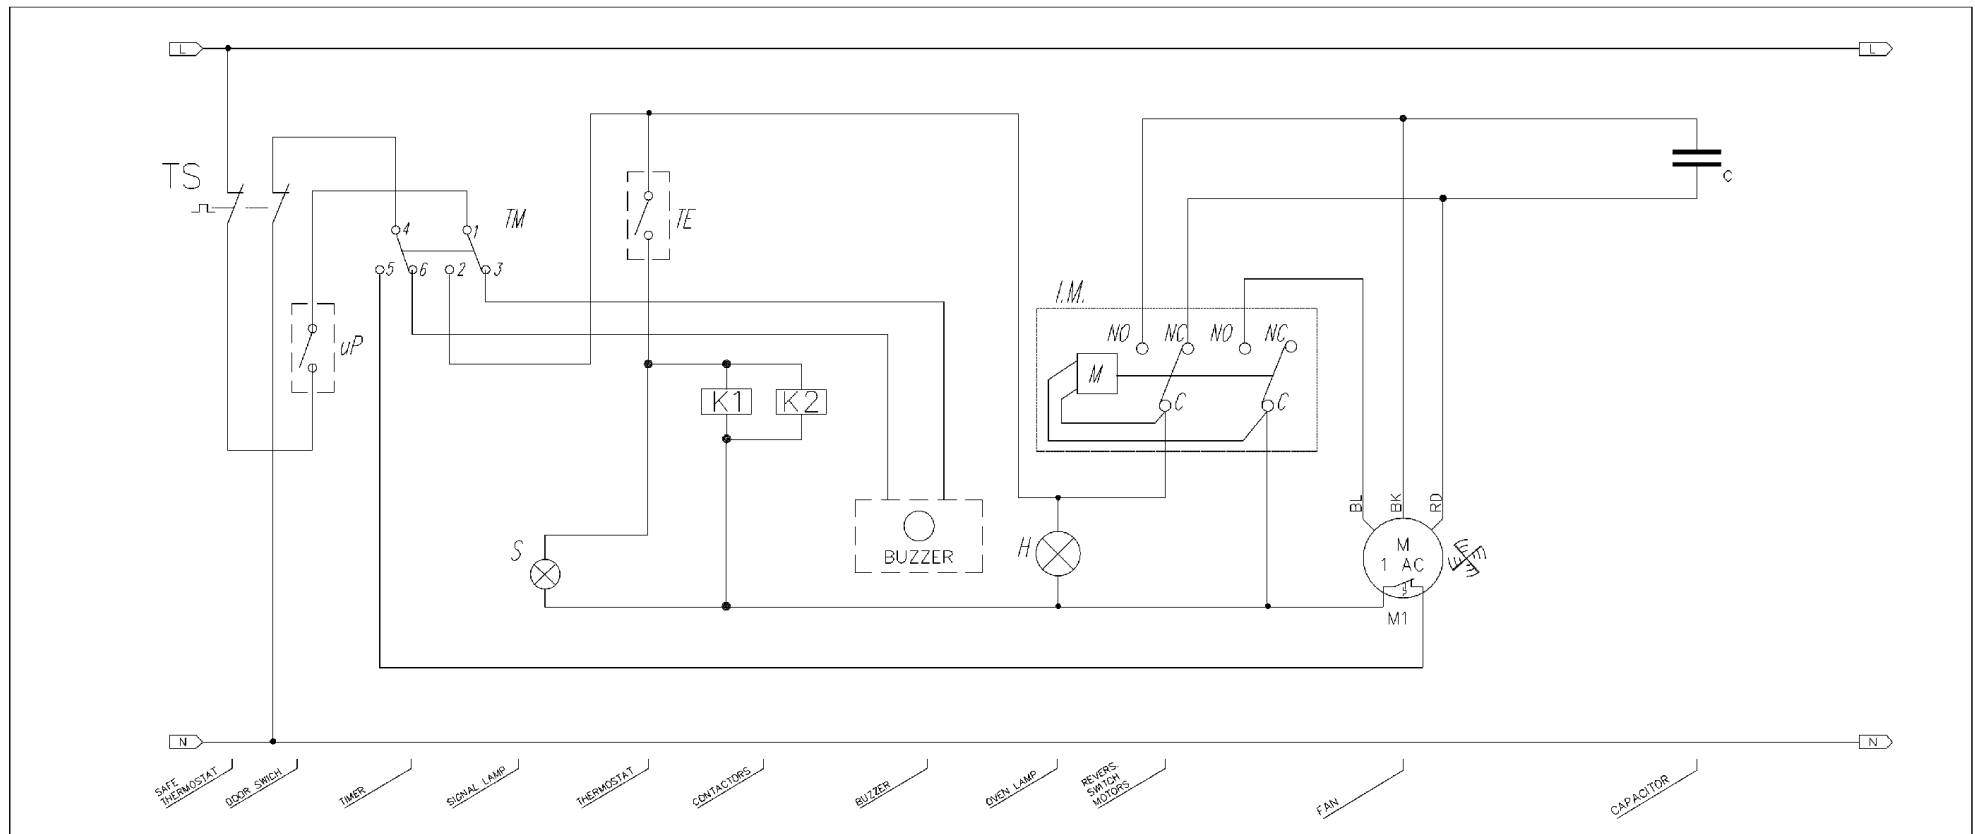 L
L
TS
4
1
TM
TE
5
6
2
3
I.M.
NO
NC
NO
NC
uP
M
K1
K2
C
C
C
BL
BK
RD
S
BUZZER
H
M
1 AC
M1
N
N
SAFE
THERMOSTAT
DOOR SWICH
TIMER
SIGNAL LAMP
THERMOSTAT
CONTACTORS
BUZZER
OVEN LAMP
REVERS.
SWITCH
MOTORS
FAN
CAPACITOR